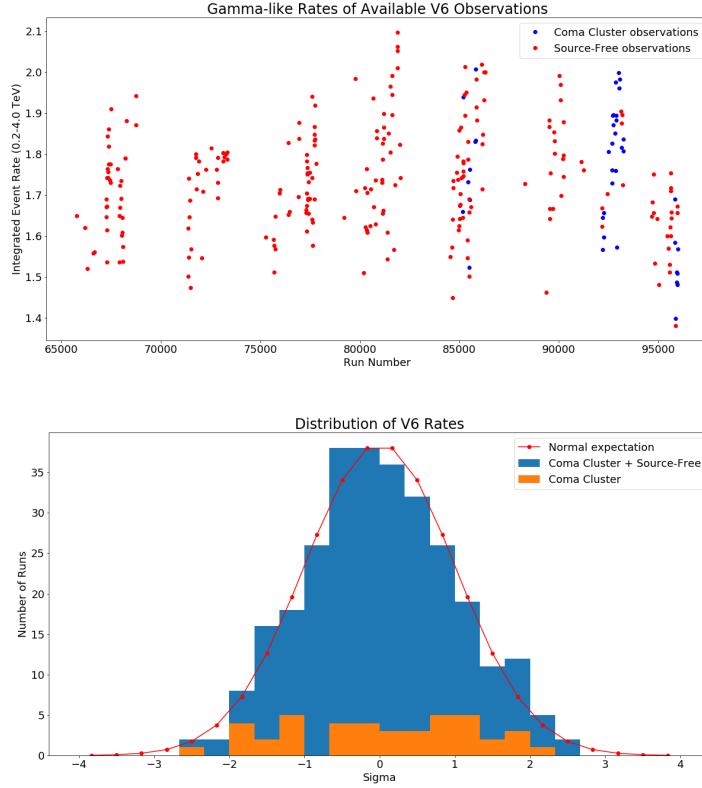 Gamma-like Rates of Available V6 Observations
Coma Cluster observations
Source-Free observations
Integrated Event Rate (0.2-4.0 TeV)
2.1
2.0
1.9
1.8
1.7
1.6
1.5
1.4
65000 70000 75000 80000 85000 90000 95000
Run Number
Distribution of V6 Rates
Normal expectation
Coma Cluster + Source-Free
Coma Cluster
Number of Runs
35
30
25
20
15
10
5
0
−4 −3 −2 −1 0 1 2 3 4
Sigma